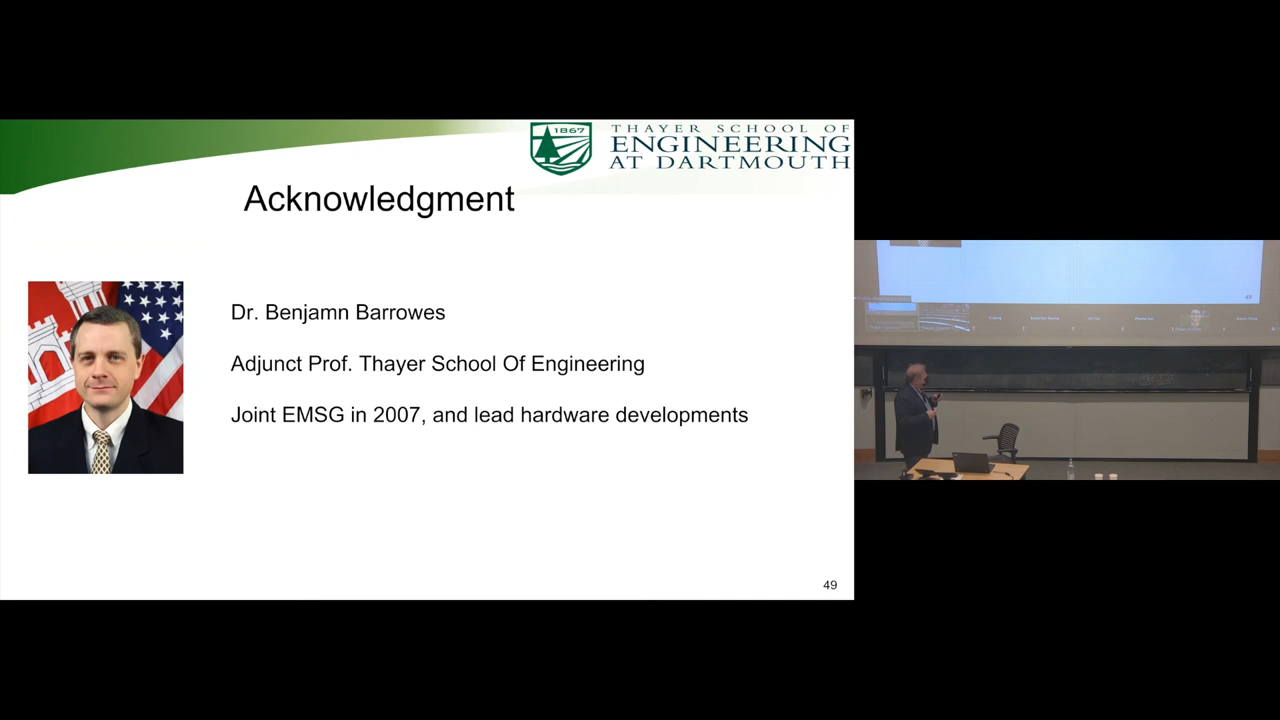 1867
THAYER SCHOOL OF
ENGINEERING
AT DARTMOUTH
Acknowledgment
Dr. Benjamn Barrowes
Adjunct Prof. Thayer School Of Engineering
Joint EMSG in 2007, and lead hardware developments
49
49